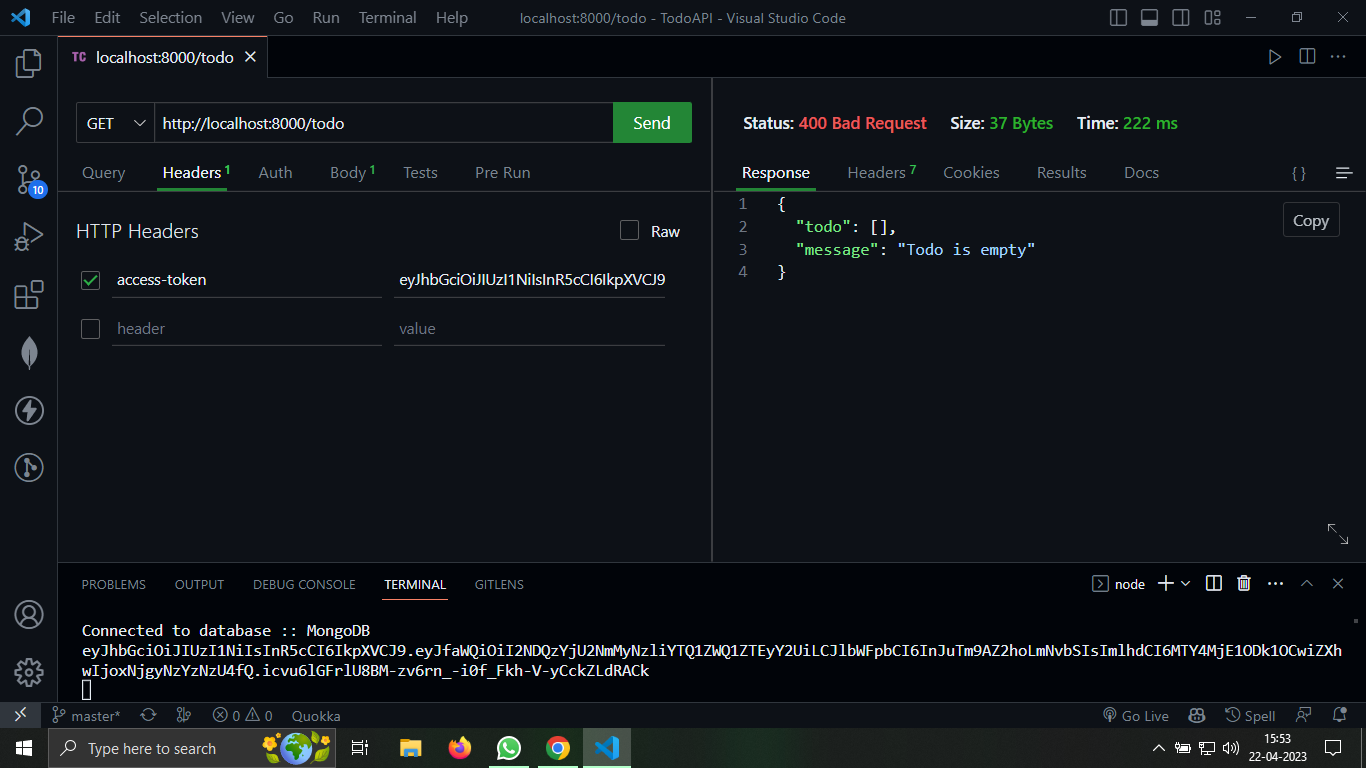 File Edit Selection View Go Run Terminal Help localhost:8000/todo - TodoAPI - Visual Studio Code
TC localhost:8000/todo
GET http://localhost:8000/todo Send
Status: 400 Bad Request Size: 37 Bytes Time: 222 ms
Query Headers 1 Auth Body 1 Tests Pre Run
Response Headers 7 Cookies Results Docs { }
HTTP Headers Raw
access-token eyJhbGciOiJIUzI1NiIsInR5cCI6IkpXVCJ9
header value
1 {
2 "todo": [],
3 "message": "Todo is empty"
4 }
Copy
10
PROBLEMS OUTPUT DEBUG CONSOLE TERMINAL GITLENS node
Connected to database :: MongoDB
eyJhbGciOiJIUzI1NiIsInR5cCI6IkpXVCJ9.eyJfaWQiOiI2NDQzYjU2NmMyNzliYTQ1ZWQ1ZTEyY2UiLCJlbWFpbCI6InJuTm9AZ2hoLmNvbSIsImlhdCI6MTY4MjE1ODk1OCwiZXh
wIjoxNjgyNzYzNzU4fQ.icvu6lGFrlU8BM-zv6rn_-i0f_Fkh-V-yCckZLdRACk
master* 0 0 Quokka Go Live Spell
Type here to search
15:53
22-04-2023